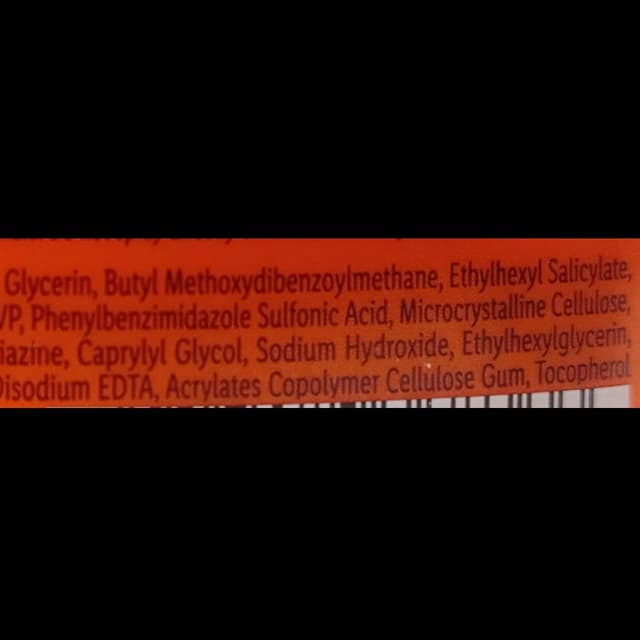 Glycerin, Butyl Methoxydibenzoylmethane, Ethylhexyl Salicylate,
VP, Phenylbenzimidazole Sulfonic Acid, Microcrystalline Cellulose,
iazine, Caprylyl Glycol, Sodium Hydroxide, Ethylhexylglycerin,
Disodium EDTA, Acrylates Copolymer Cellulose Gum, Tocopherol